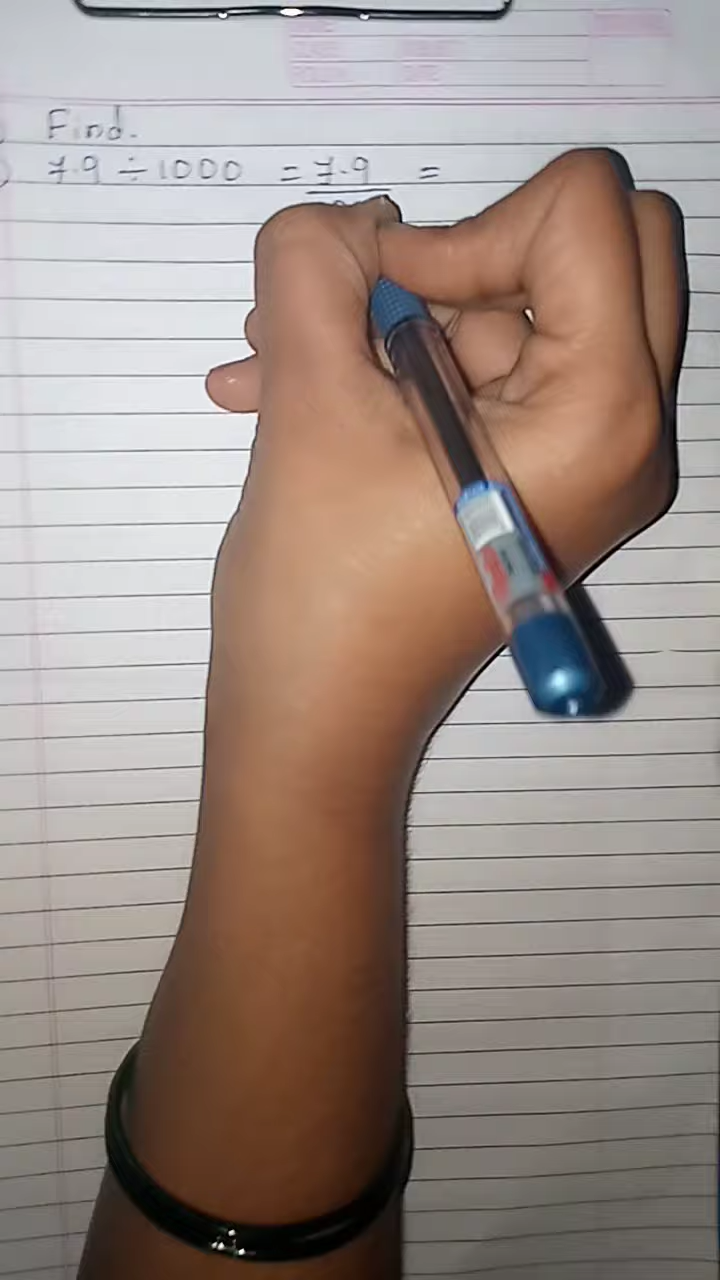 Find.
7.9 ÷ 1000 = 7.9 =